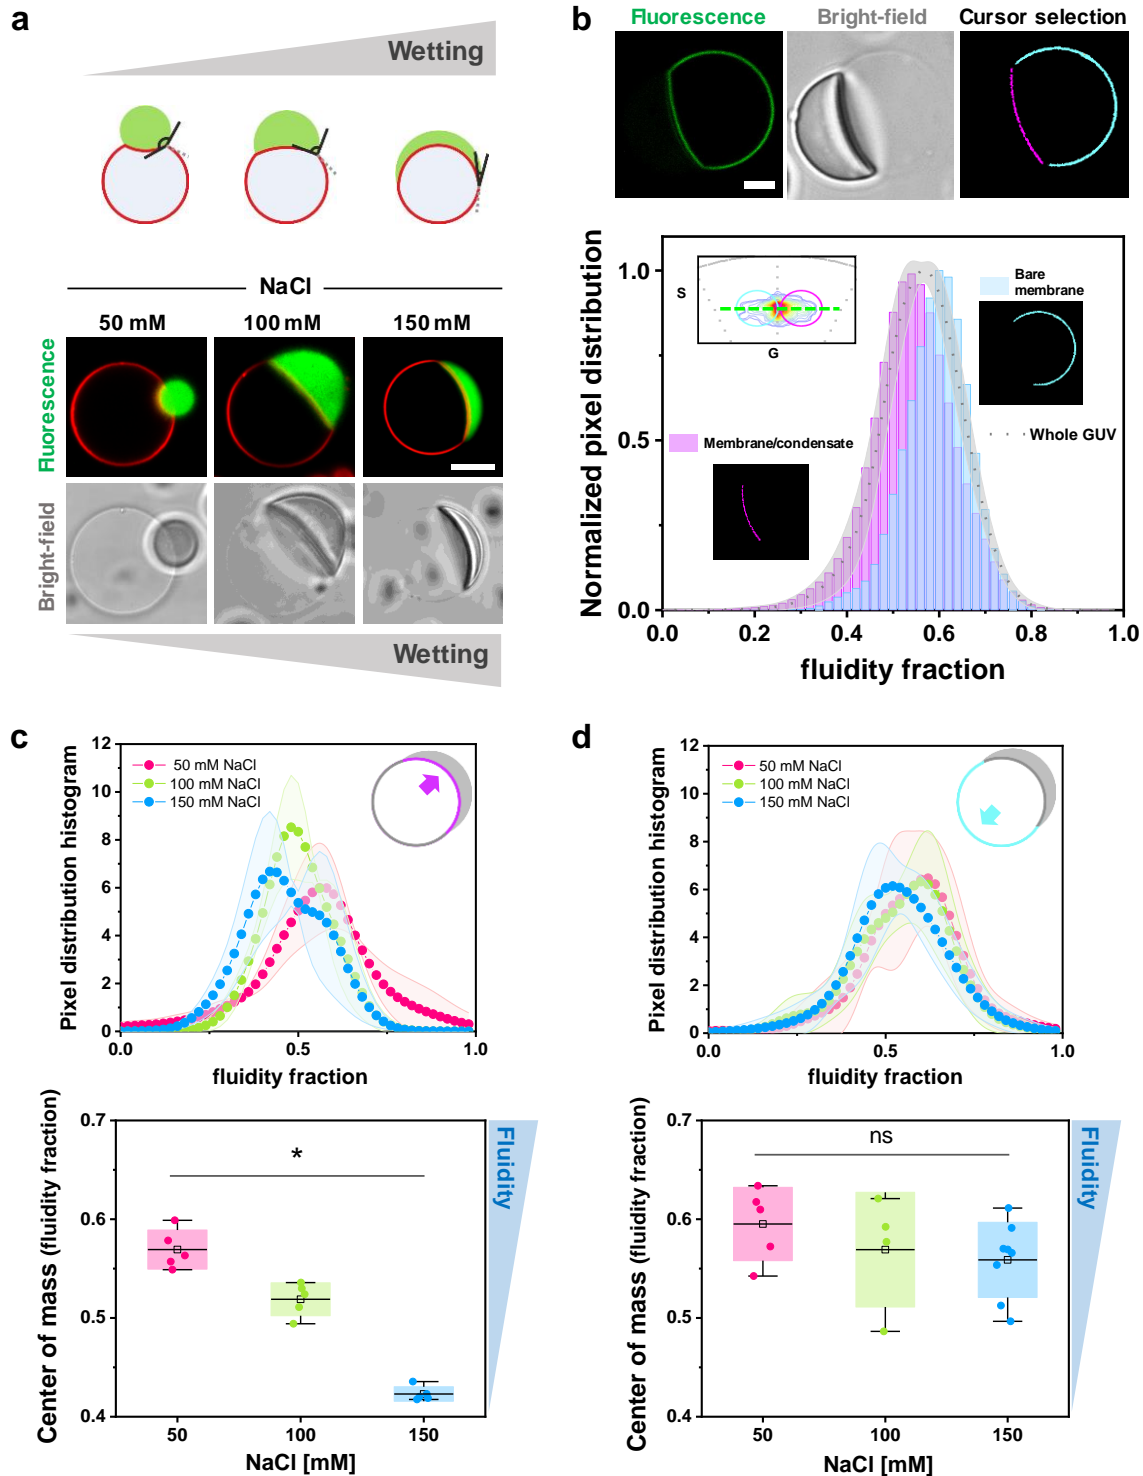 a
Wetting
NaCl
50 mM
100 mM
150 mM
Fluorescence
Bright-field
Wetting
b
Fluorescence
Bright-field
Cursor selection
Normalized pixel distribution
1.0
0.5
0.0
S
G
Bare
membrane
Membrane/condensate
Whole GUV
0.0
0.2
0.4
0.6
0.8
1.0
fluidity fraction
c
Pixel distribution histogram
12
10
8
6
4
2
0
50 mM NaCl
100 mM NaCl
150 mM NaCl
0.0
0.5
1.0
fluidity fraction
Center of mass (fluidity fraction)
0.7
0.6
0.5
0.4
*
Fluidity
50
100
150
NaCl [mM]
d
Pixel distribution histogram
12
10
8
6
4
2
0
50 mM NaCl
100 mM NaCl
150 mM NaCl
0.0
0.5
1.0
fluidity fraction
Center of mass (fluidity fraction)
0.7
0.6
0.5
0.4
ns
Fluidity
50
100
150
NaCl [mM]